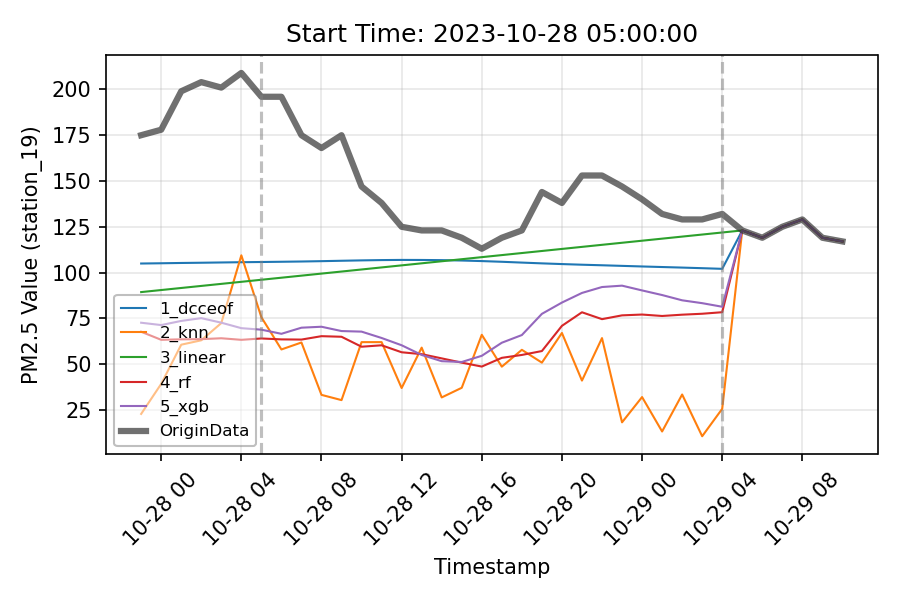 Start Time: 2023-10-28 05:00:00
PM2.5 Value (station_19)
200
175
150
125
100
75
50
25
1_dcceof
2_knn
3_linear
4_rf
5_xgb
OriginData
10-28 00
10-28 04
10-28 08
10-28 12
10-28 16
10-28 20
10-29 00
10-29 04
10-29 08
Timestamp